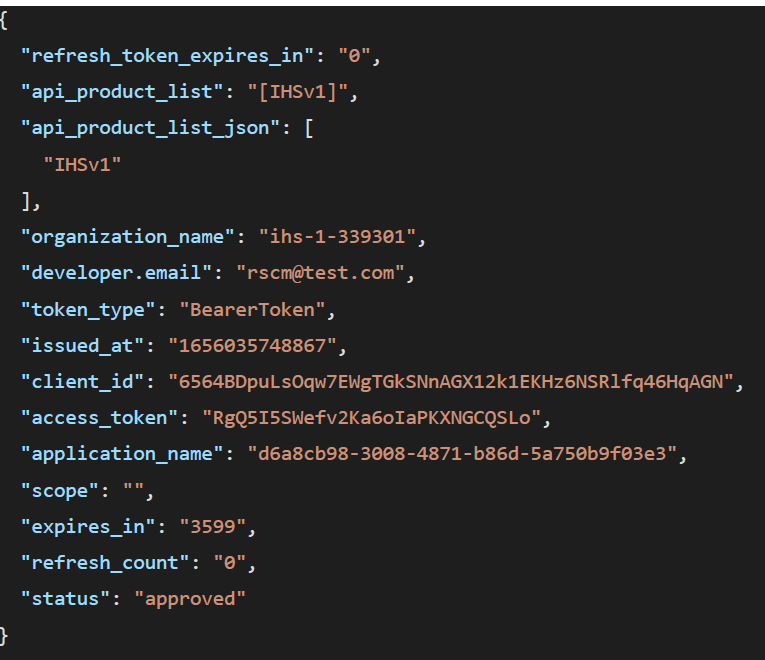 {
"refresh_token_expires_in": "0",
"api_product_list": "[IHSv1]",
"api_product_list_json": [
"IHSv1"
],
"organization_name": "ihs-1-339301",
"developer.email": "rscm@test.com",
"token_type": "BearerToken",
"issued_at": "1656035748867",
"client_id": "6564BDpuLsOqw7EWgTGkSNnAGX12k1EKHz6NSRlfq46HqAGN",
"access_token": "RgQ5I5SWefv2Ka6oIaPKXNGCQSLo",
"application_name": "d6a8cb98-3008-4871-b86d-5a750b9f03e3",
"scope": "",
"expires_in": "3599",
"refresh_count": "0",
"status": "approved"
}